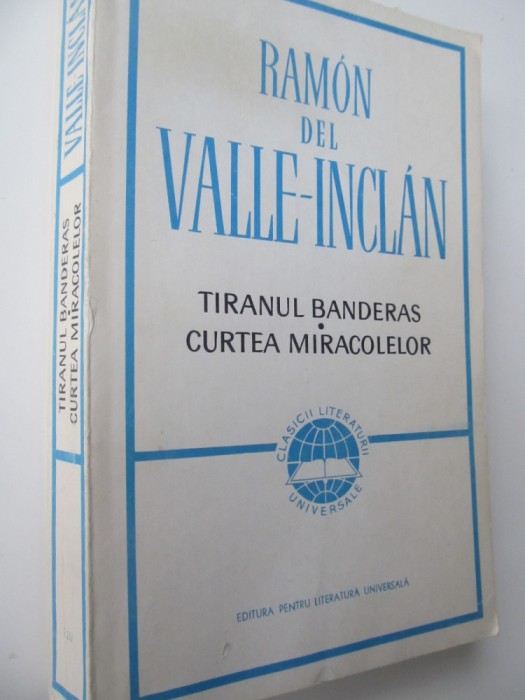 RAMÓN
DEL
VALLE-INCLÁN
TIRANUL BANDERAS
•
CURTEA MIRACOLELOR
CLASICII LITERATURII
UNIVERSALE
EDITURA PENTRU LITERATURĂ UNIVERSALĂ
VALLE-INCLÁN
TIRANUL BANDERAS
•
CURTEA MIRACOLELOR